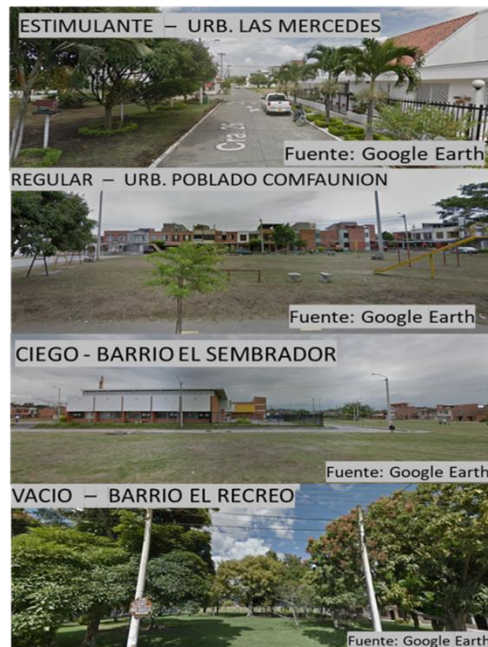 ESTIMULANTE – URB. LAS MERCEDES
Cra. 28
Fuente: Google Earth
REGULAR – URB. POBLADO COMFAUNION
Fuente: Google Earth
CIEGO - BARRIO EL SEMBRADOR
Fuente: Google Earth
VACIO – BARRIO EL RECREO
Fuente: Google Earth